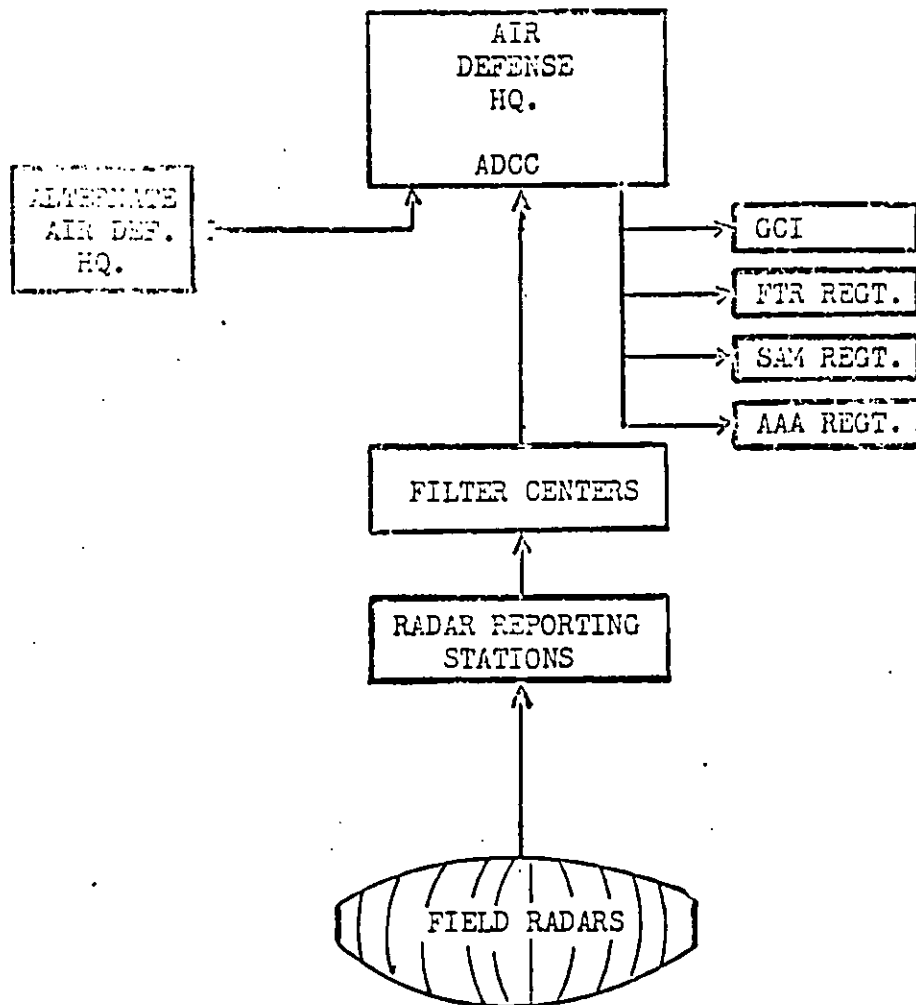 AIR
DEFENSE
HQ.
ADCC
ALTERNATE
AIR DEF.
HQ.
GCI
FTR REGT.
SAM REGT.
AAA REGT.
FILTER CENTERS
RADAR REPORTING
STATIONS
FIELD RADARS